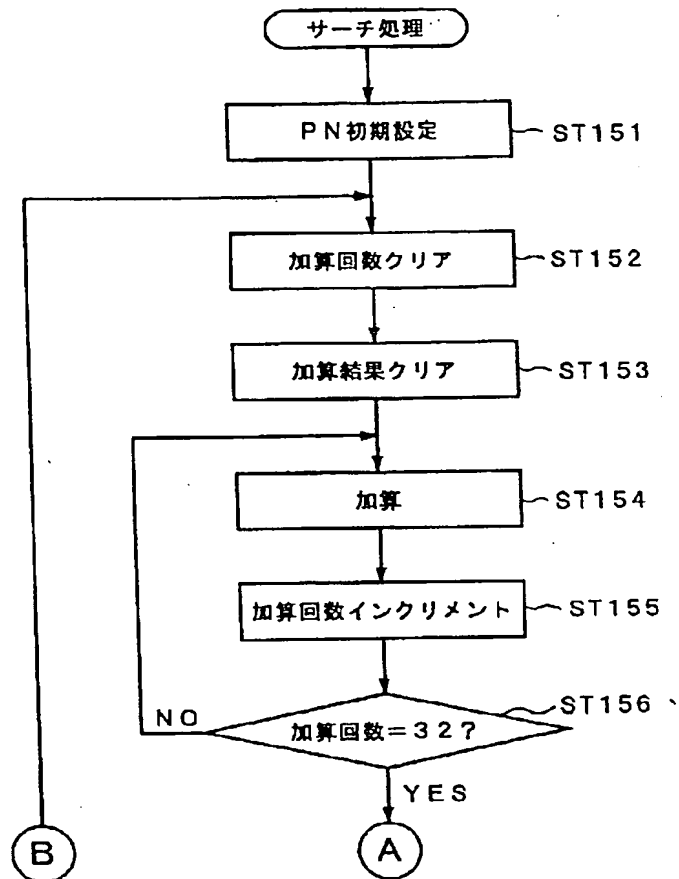 サーチ処理
PN初期設定
ST151
加算回数クリア
ST152
加算結果クリア
ST153
加算
ST154
加算回数インクリメント
ST155
加算回数=32?
ST156
NO
YES
B
A